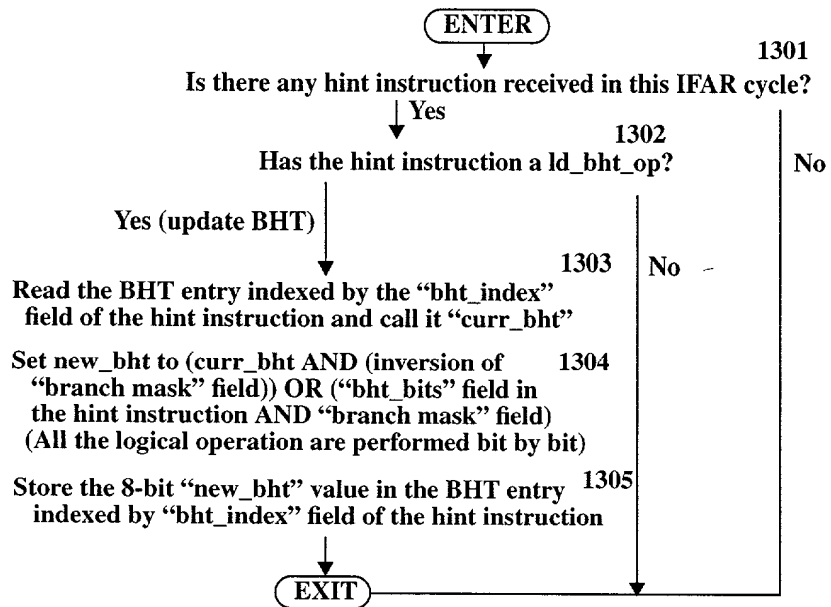 ENTER
1301
Is there any hint instruction received in this IFAR cycle?
Yes
1302
Has the hint instruction a ld_bht_op?
No
Yes (update BHT)
1303
No
Read the BHT entry indexed by the “bht_index”
field of the hint instruction and call it “curr_bht”
Set new_bht to (curr_bht AND (inversion of 1304
“branch mask” field)) OR (“bht_bits” field in
the hint instruction AND “branch mask” field)
(All the logical operation are performed bit by bit)
Store the 8-bit “new_bht” value in the BHT entry 1305
indexed by “bht_index” field of the hint instruction
EXIT